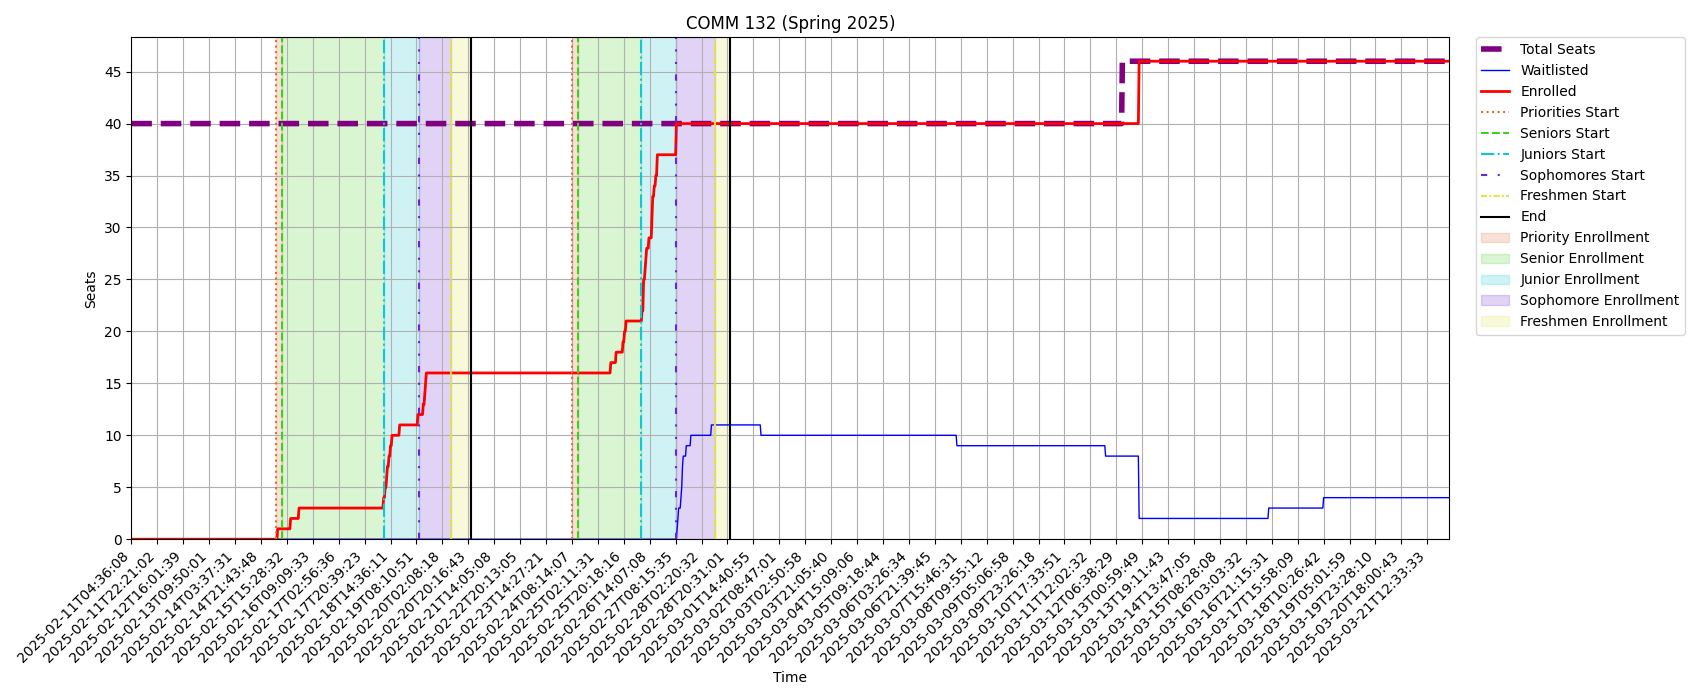 COMM 132 (Spring 2025)
Seats
45
40
35
30
25
20
15
10
5
0
2025-02-11T04:36:08
2025-02-11T22:21:02
2025-02-12T16:01:39
2025-02-13T09:50:01
2025-02-14T03:37:31
2025-02-14T21:43:48
2025-02-15T15:28:32
2025-02-16T09:09:33
2025-02-17T02:56:36
2025-02-17T20:39:23
2025-02-18T14:36:11
2025-02-19T08:10:51
2025-02-20T02:08:18
2025-02-20T20:16:43
2025-02-21T14:05:08
2025-02-22T20:13:05
2025-02-23T14:27:21
2025-02-24T08:14:07
2025-02-25T02:11:31
2025-02-25T20:18:16
2025-02-26T14:07:08
2025-02-27T08:15:35
2025-02-28T02:20:32
2025-02-28T20:31:01
2025-03-01T14:40:55
2025-03-02T08:47:01
2025-03-03T02:50:58
2025-03-03T21:05:40
2025-03-04T15:09:06
2025-03-05T09:18:44
2025-03-06T03:26:34
2025-03-06T21:39:45
2025-03-07T15:46:31
2025-03-08T09:55:12
2025-03-09T05:06:58
2025-03-09T23:26:18
2025-03-10T17:33:51
2025-03-11T12:02:32
2025-03-12T06:38:29
2025-03-13T00:59:49
2025-03-13T19:11:43
2025-03-14T13:47:05
2025-03-15T08:28:08
2025-03-16T03:03:32
2025-03-16T21:15:31
2025-03-17T15:58:09
2025-03-18T10:26:42
2025-03-19T05:01:59
2025-03-19T23:28:10
2025-03-20T18:00:43
2025-03-21T12:33:33
Time
Total Seats
Waitlisted
Enrolled
Priorities Start
Seniors Start
Juniors Start
Sophomores Start
Freshmen Start
End
Priority Enrollment
Senior Enrollment
Junior Enrollment
Sophomore Enrollment
Freshmen Enrollment